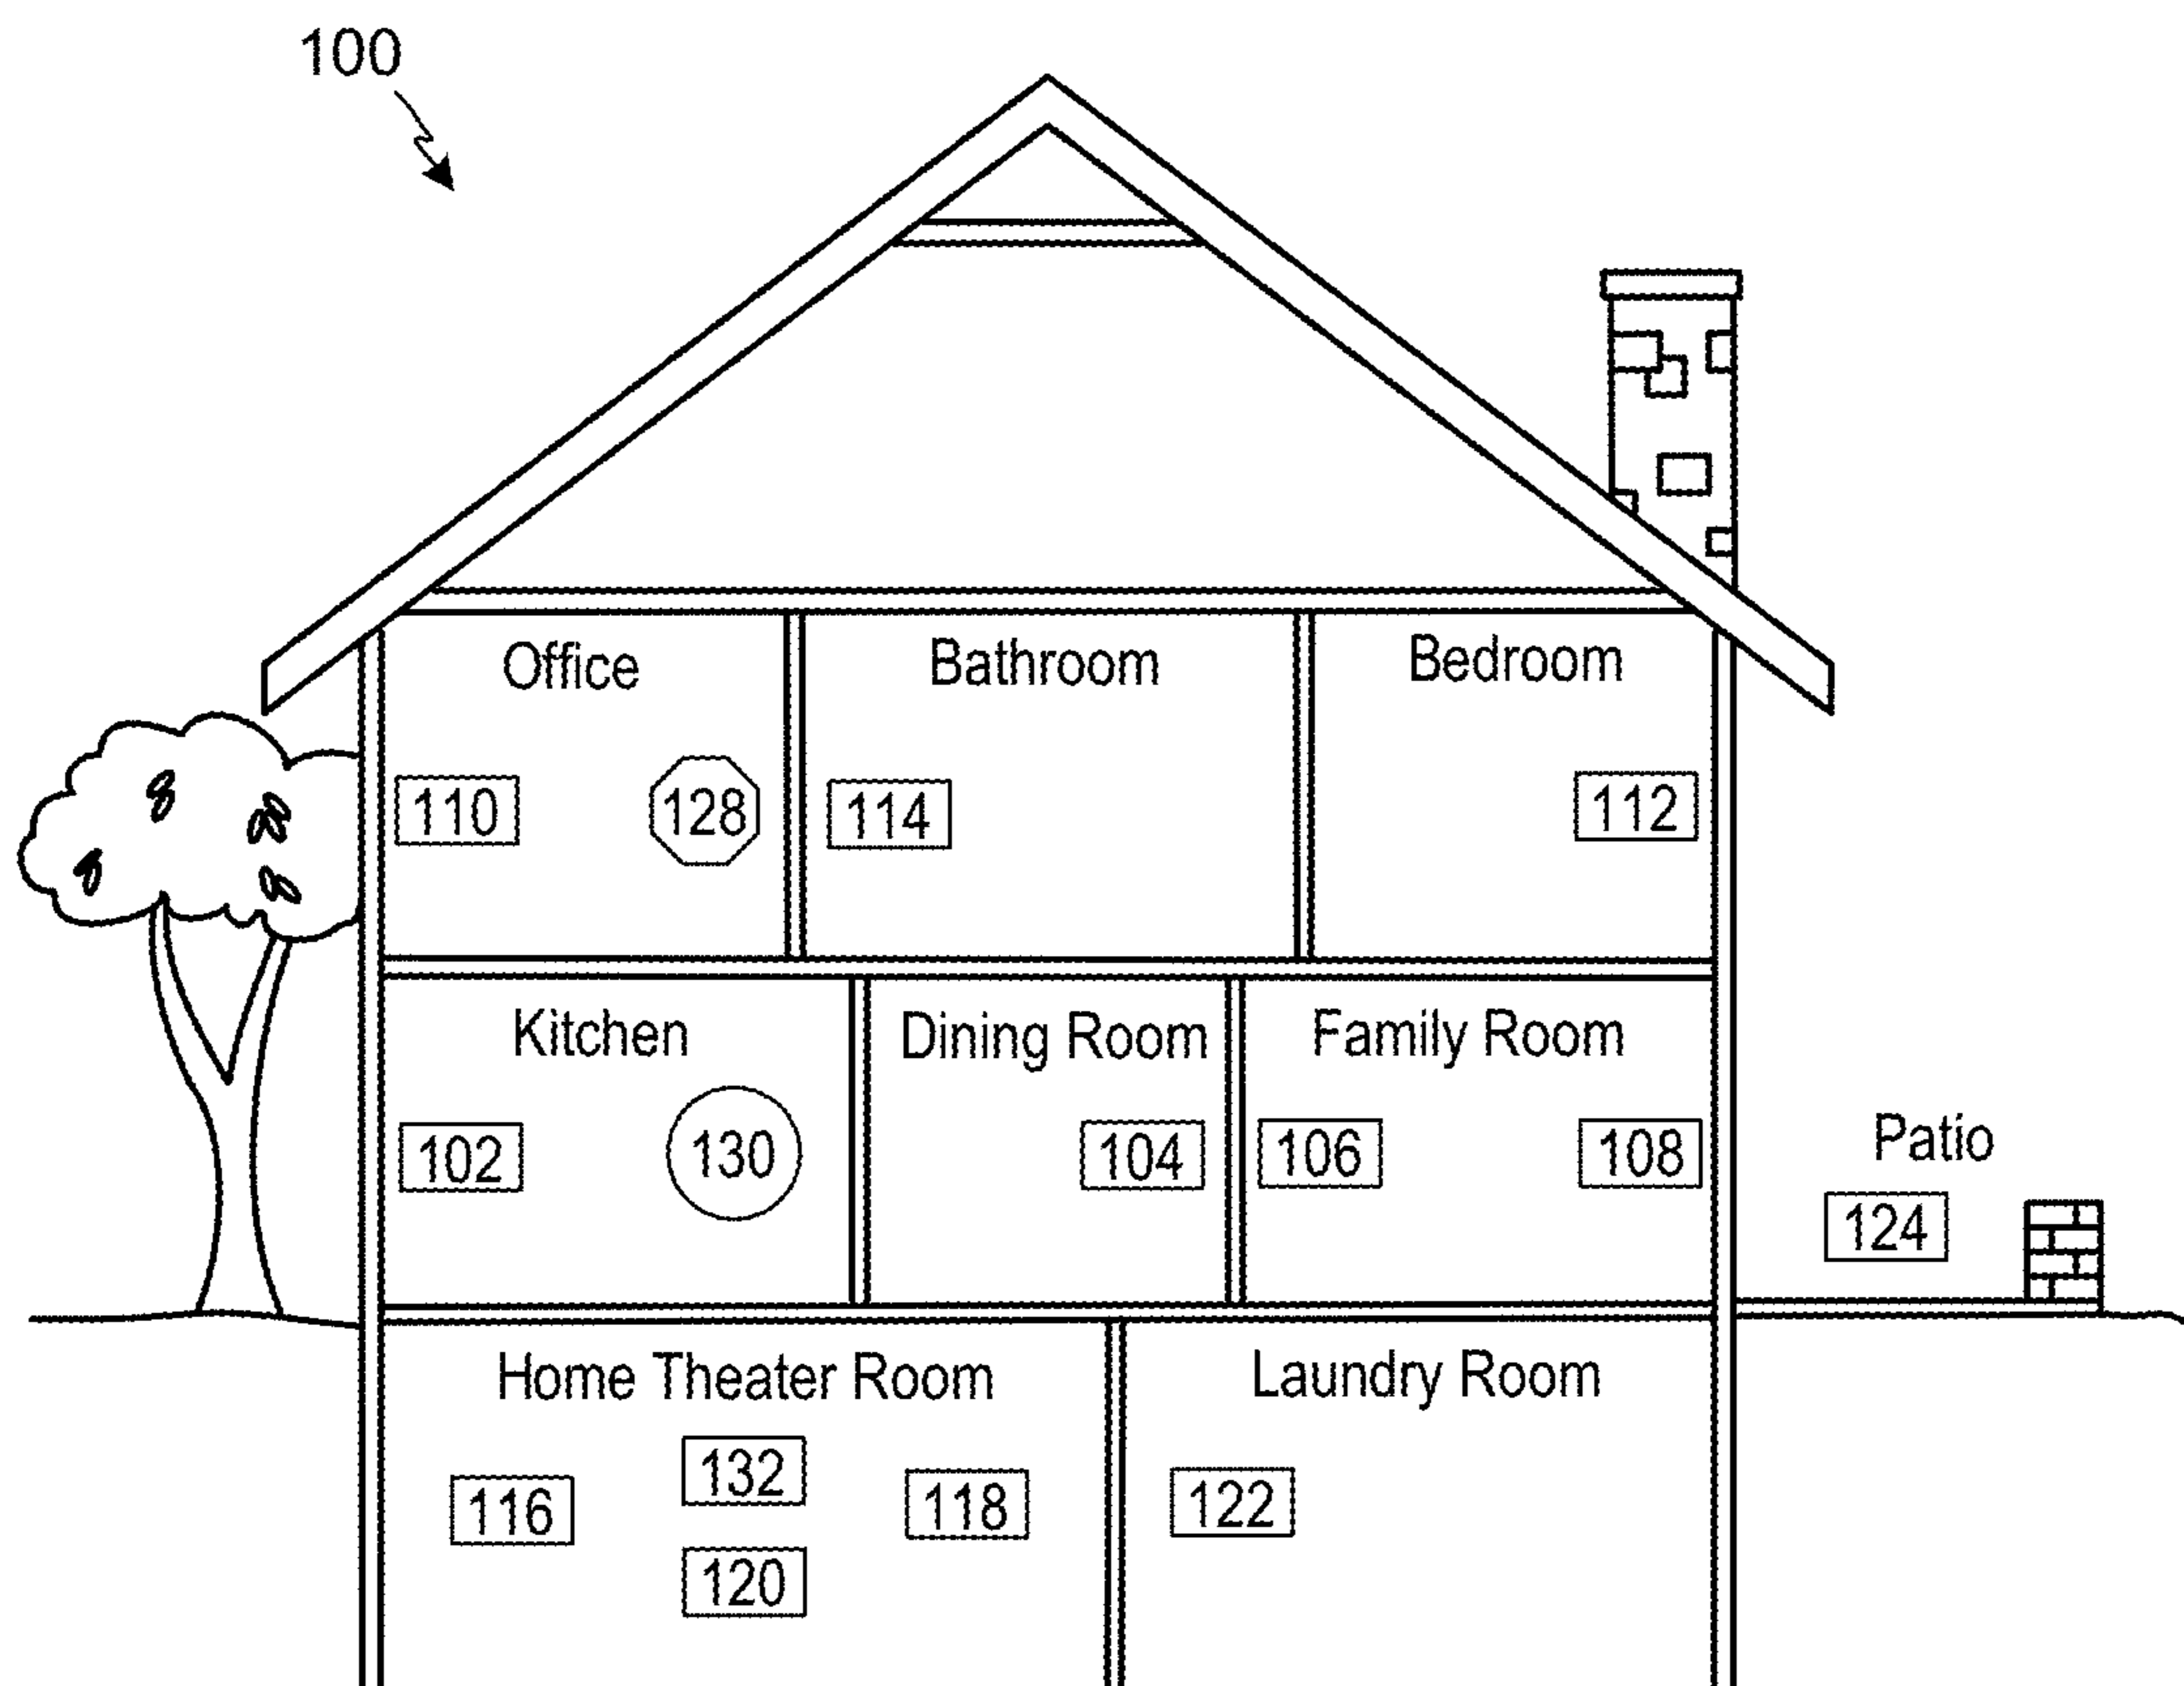 100
Office
Bathroom
Bedroom
110
128
114
112
Kitchen
Dining Room
Family Room
102
130
104
106
108
Patio
124
Home Theater Room
Laundry Room
116
132
118
120
122